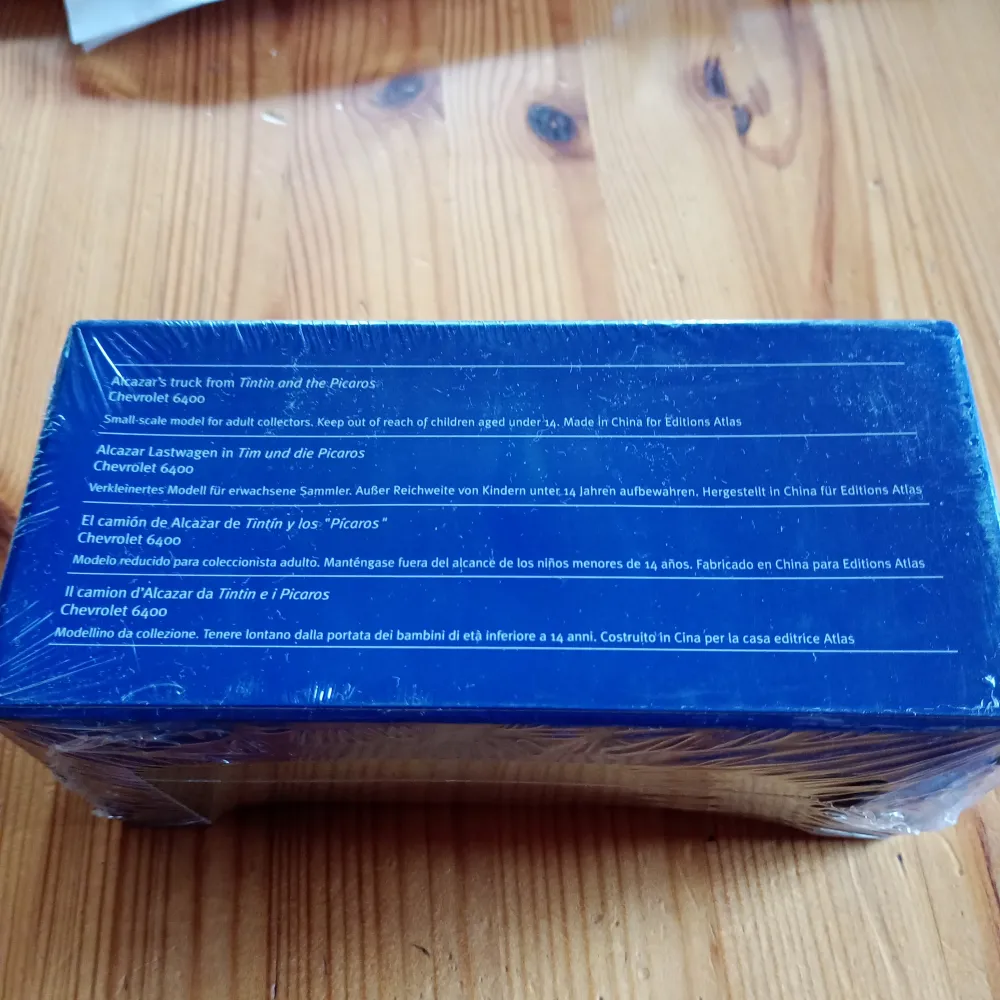 Alcazar's truck from Tintin and the Picaros
Chevrolet 6400
Small-scale model for adult collectors. Keep out of reach of children aged under 14. Made in China for Editions Atlas
Alcazar Lastwagen in Tim und die Picaros
Chevrolet 6400
Verkleinertes Modell für erwachsene Sammler. Außer Reichweite von Kindern unter 14 Jahren aufbewahren. Hergestellt in China für Editions Atlas
El camión de Alcazar de Tintín y los "Pícaros"
Chevrolet 6400
Modelo reducido para coleccionista adulto. Manténgase fuera del alcance de los niños menores de 14 años. Fabricado en China para Editions Atlas
Il camion d'Alcazar da Tintin e i Picaros
Chevrolet 6400
Modellino da collezione. Tenere lontano dalla portata dei bambini di età inferiore a 14 anni. Costruito in Cina per la casa editrice Atlas